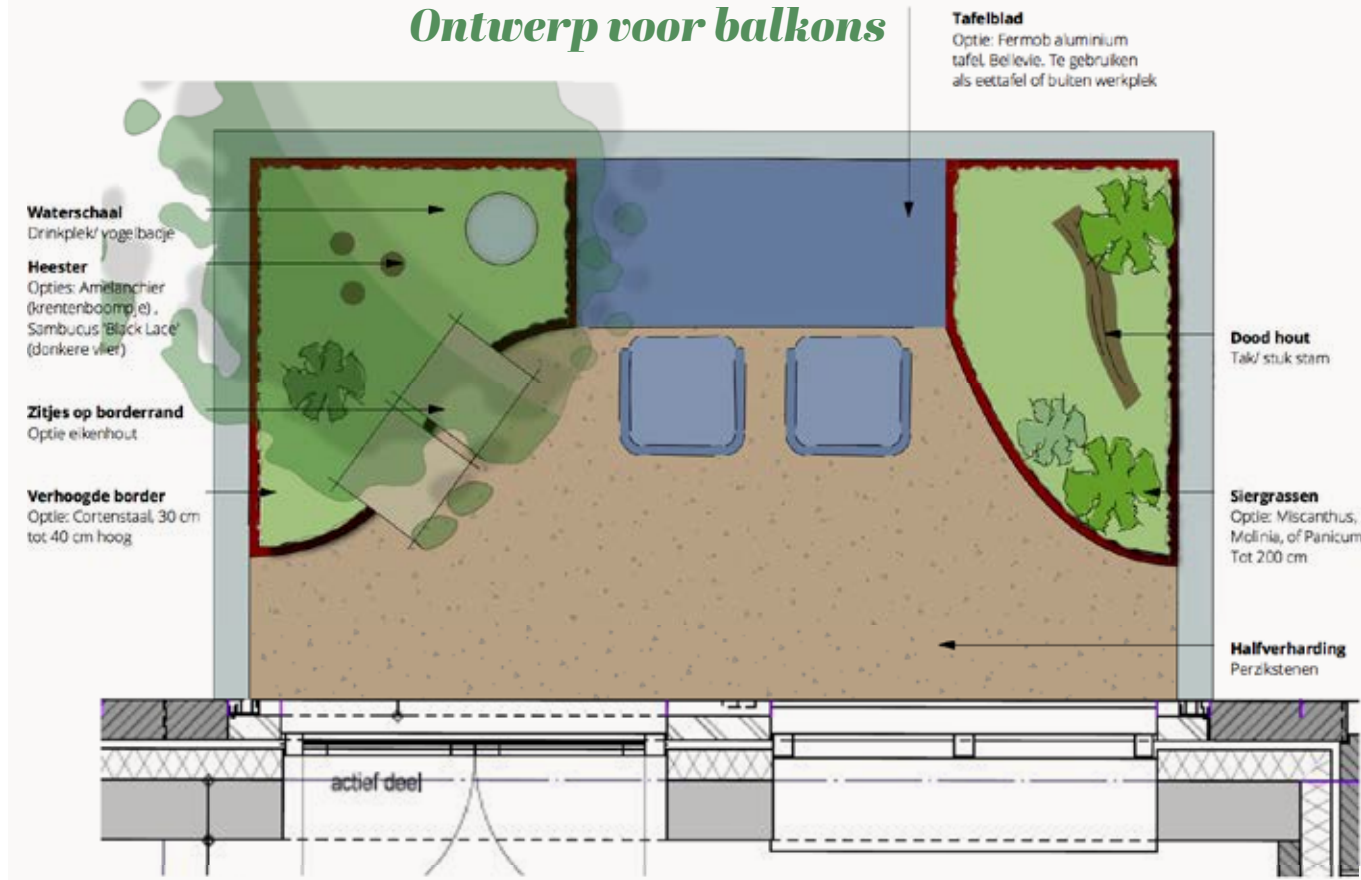 Ontwerp voor balkons
Tafelblad
Optie: Fermob aluminium
tafel, Bellevie. Te gebruiken
als eettafel of buiten werkplek
Waterschaal
Drinkplek/ vogelbadje
Heester
Opties: Amelanchier
(krentenboompje) ,
Sambucus 'Black Lace'
(donkere vlier)
Zitjes op borderrand
Optie eikenhout
Verhoogde border
Optie: Cortenstaal, 30 cm
tot 40 cm hoog
Dood hout
Tak/ stuk stam
Siergrassen
Optie: Miscanthus,
Molinia, of Panicum
Tot 200 cm
Halfverharding
Perzikstenen
actief deel